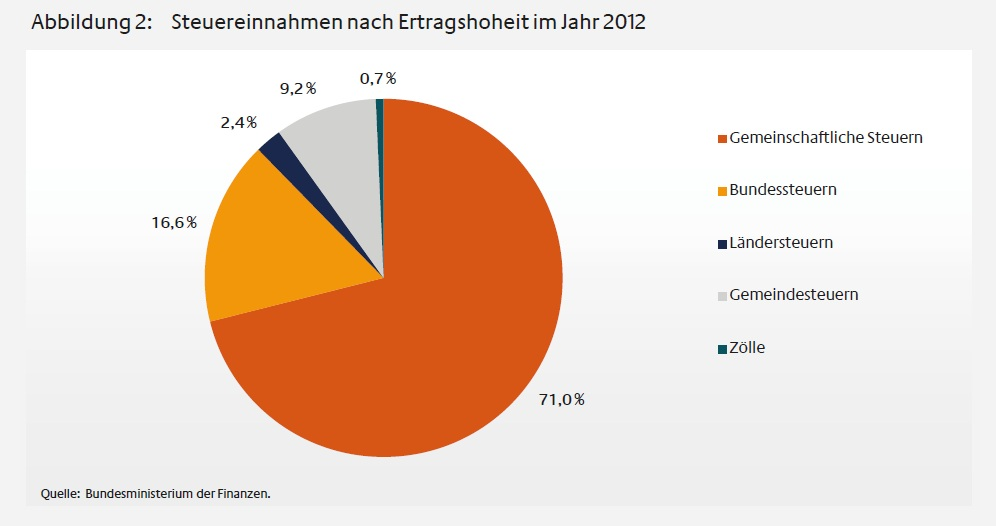 Abbildung 2: Steuereinnahmen nach Ertragshoheit im Jahr 2012
0,7 %
9,2 %
2,4 %
16,6 %
71,0 %
Gemeinschaftliche Steuern
Bundessteuern
Ländersteuern
Gemeindesteuern
Zölle
Quelle: Bundesministerium der Finanzen.